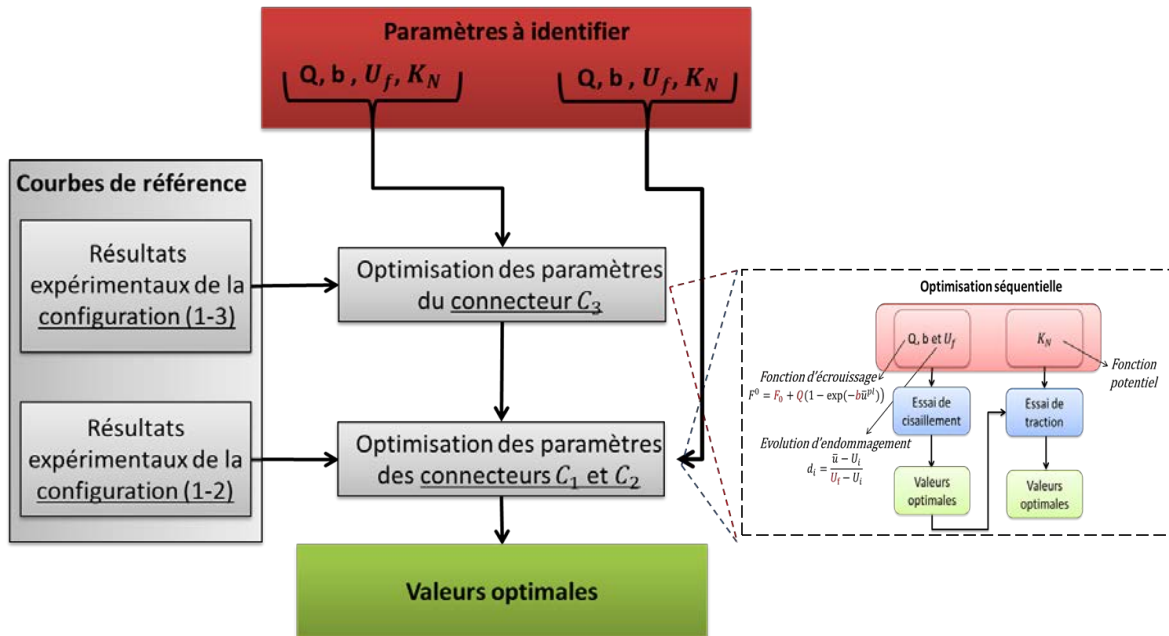 Paramètres à identifier
Q, b , U_f, K_N
Q, b , U_f, K_N
Courbes de référence
Résultats
expérimentaux de la
configuration (1-3)
Optimisation des paramètres
du connecteur C_3
Résultats
expérimentaux de la
configuration (1-2)
Optimisation des paramètres
des connecteurs C_1 et C_2
Valeurs optimales
Optimisation séquentielle
Q, b et U_f
K_N
Fonction d'écrouissage
F^0 = F_0 + Q(1 − exp(−bū^{pl}))
Fonction
potentiel
Essai de
cisaillement
Essai de
traction
Evolution d'endommagement
d_i = (ū − U_i)/(U_f − U_i)
Valeurs
optimales
Valeurs
optimales